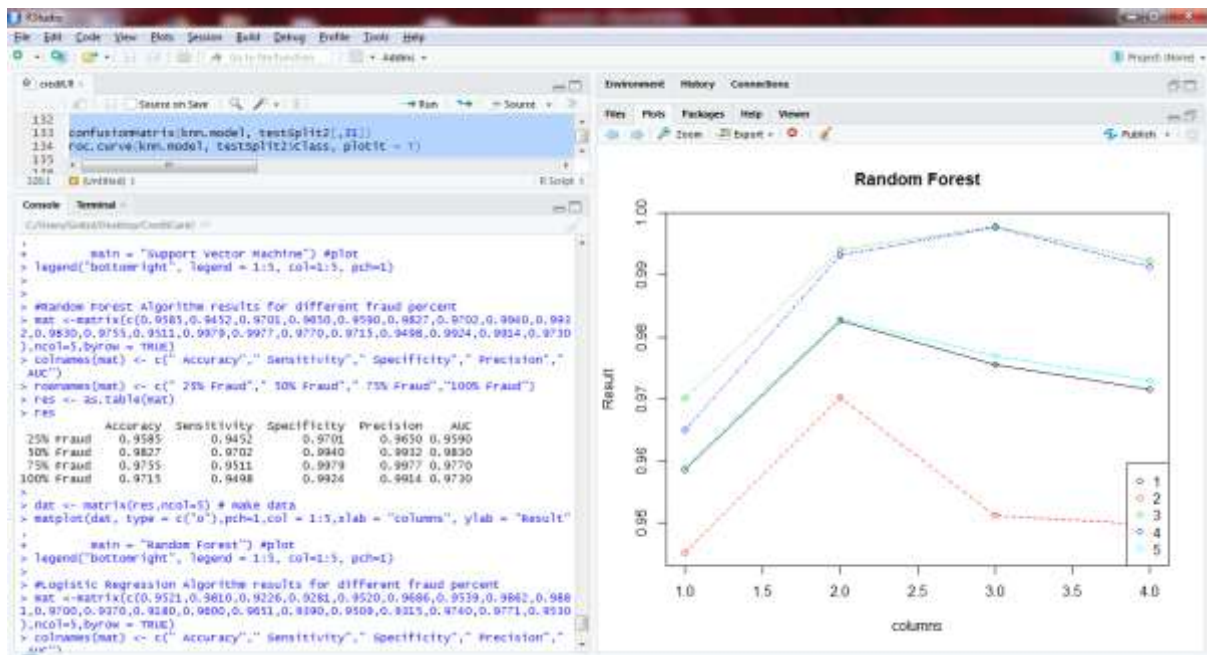 RStudio
File Edit Code View Plots Session Build Debug Profile Tools Help
Go to file/function Addins
Project: (None)
credit.R
Source on Save Run Source
132
133 confusionMatrix(knn.model, testSplit2[,31])
134 roc.curve(knn.model, testSplit2$Class, plotit = T)
135
(Untitled) R Script
Console Terminal
+ main = "Support Vector Machine") #plot
> legend("bottomright", legend = 1:5, col=1:5, pch=1)
>
>
> #Random Forest Algorithm results for different fraud percent
> mat <-matrix(c(0.9585,0.9452,0.9701,0.9650,0.9590,0.9827,0.9702,0.9940,0.993
2,0.9830,0.9755,0.9511,0.9979,0.9977,0.9770,0.9715,0.9498,0.9924,0.9914,0.9730
),ncol=5,byrow = TRUE)
> colnames(mat) <- c(" Accuracy"," Sensitivity"," Specificity"," Precision","
AUC")
> rownames(mat) <- c(" 25% Fraud"," 50% Fraud"," 75% Fraud","100% Fraud")
> res <- as.table(mat)
> res
Accuracy Sensitivity Specificity Precision AUC
25% Fraud 0.9585 0.9452 0.9701 0.9650 0.9590
50% Fraud 0.9827 0.9702 0.9940 0.9932 0.9830
75% Fraud 0.9755 0.9511 0.9979 0.9977 0.9770
100% Fraud 0.9715 0.9498 0.9924 0.9914 0.9730
>
> dat <- matrix(res,ncol=5) # make data
> matplot(dat, type = c("o"),pch=1,col = 1:5,xlab = "columns", ylab = "Result"
,
+ main = "Random Forest") #plot
> legend("bottomright", legend = 1:5, col=1:5, pch=1)
>
> #Logistic Regression Algorithm results for different fraud percent
> mat <-matrix(c(0.9521,0.9810,0.9226,0.9281,0.9520,0.9686,0.9539,0.9862,0.988
1,0.9700,0.9370,0.9180,0.9600,0.9651,0.9390,0.9509,0.9315,0.9740,0.9771,0.9530
),ncol=5,byrow = TRUE)
> colnames(mat) <- c(" Accuracy"," Sensitivity"," Specificity"," Precision","
AUC")
Environment History Connections
Files Plots Packages Help Viewer
Zoom Export Publish
Random Forest
Result
1.00
0.99
0.98
0.97
0.96
0.95
1
2
3
4
5
1.0 1.5 2.0 2.5 3.0 3.5 4.0
columns